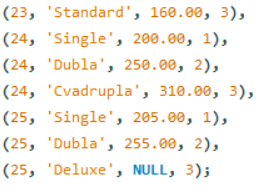 (23, 'Standard', 160.00, 3),
(24, 'Single', 200.00, 1),
(24, 'Dubla', 250.00, 2),
(24, 'Cvadrupla', 310.00, 3),
(25, 'Single', 205.00, 1),
(25, 'Dubla', 255.00, 2),
(25, 'Deluxe', NULL, 3);